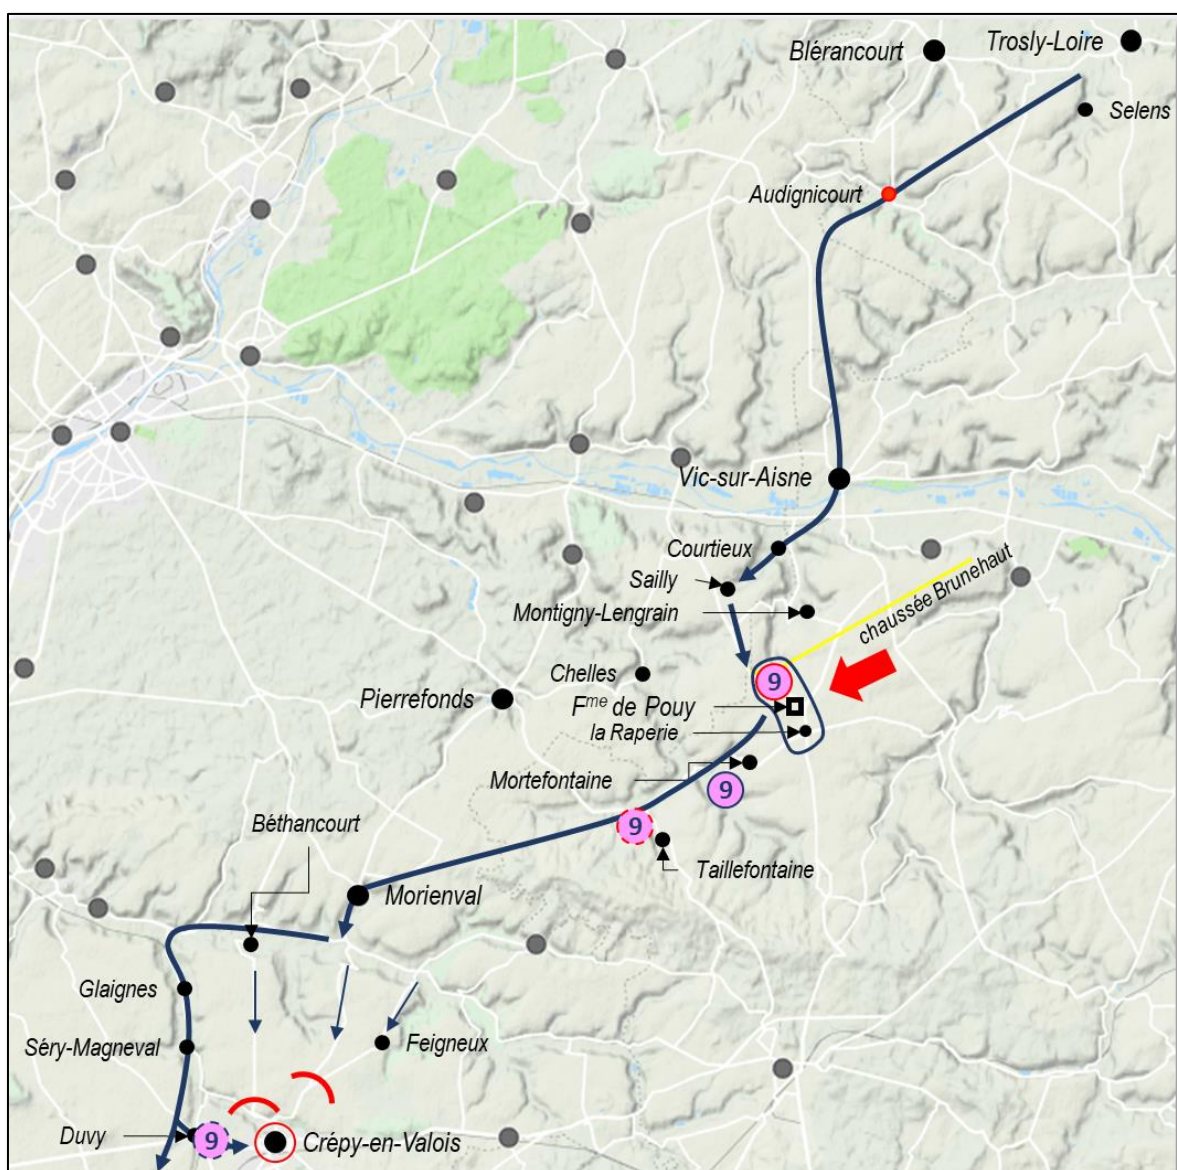 Trosly-Loire
Blérancourt
Selens
Audignicourt
Vic-sur-Aisne
Courtieux
Sailly
Montigny-Lengrain
chaussée Brunehaut
Chelles
9
Pierrefonds
Fme de Pouy
la Raperie
Mortefontaine
9
Béthancourt
9
Taillefontaine
Morienval
Glaignes
Séry-Magneval
Feigneux
Duvy
9
Crépy-en-Valois